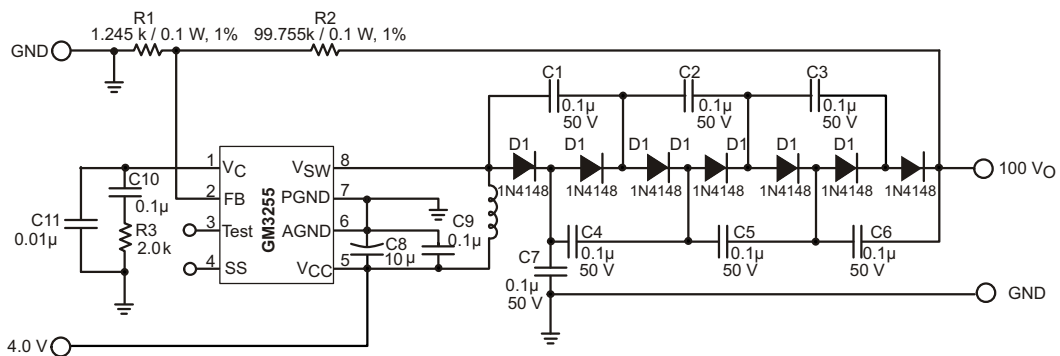 R1
1.245 k / 0.1 W, 1%
R2
99.755k / 0.1 W, 1%
GND
C1
0.1µ
50 V
C2
0.1µ
50 V
C3
0.1µ
50 V
D1
1N4148
D1
1N4148
D1
1N4148
D1
1N4148
D1
1N4148
D1
1N4148
1N4148
100 VO
1
VC
2
FB
3
Test
4
SS
GM3255
VSW
8
PGND
7
AGND
6
VCC
5
C10
0.1µ
C11
0.01µ
R3
2.0k
C8
10 µ
C9
0.1µ
C7
0.1µ
50 V
C4
0.1µ
50 V
C5
0.1µ
50 V
C6
0.1µ
50 V
GND
4.0 V